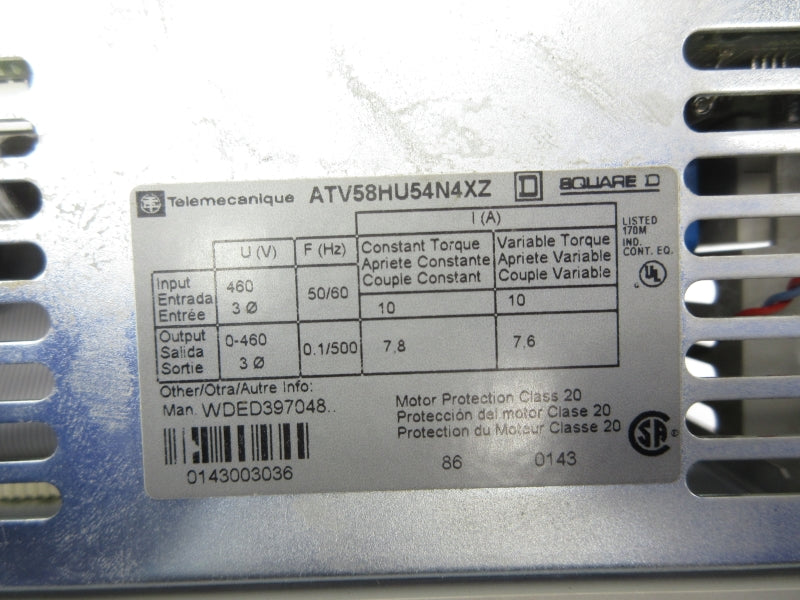 Telemecanique ATV58HU54N4XZ D SQUARE D
I (A)
U (V) F (Hz) Constant Torque Variable Torque
Apriete Constante Apriete Variable
Couple Constant Couple Variable
LISTED
170M
IND.
CONT. EQ.
UL
Input 460 50/60 10 10
Entrada
Entrée 3 Ø
Output 0-460 0.1/500 7,8 7,6
Salida
Sortie 3 Ø
Other/Otra/Autre Info:
Man. WDED397048..
0143003036
Motor Protection Class 20
Protección del motor Clase 20
Protection du Moteur Classe 20
SA
86 0143